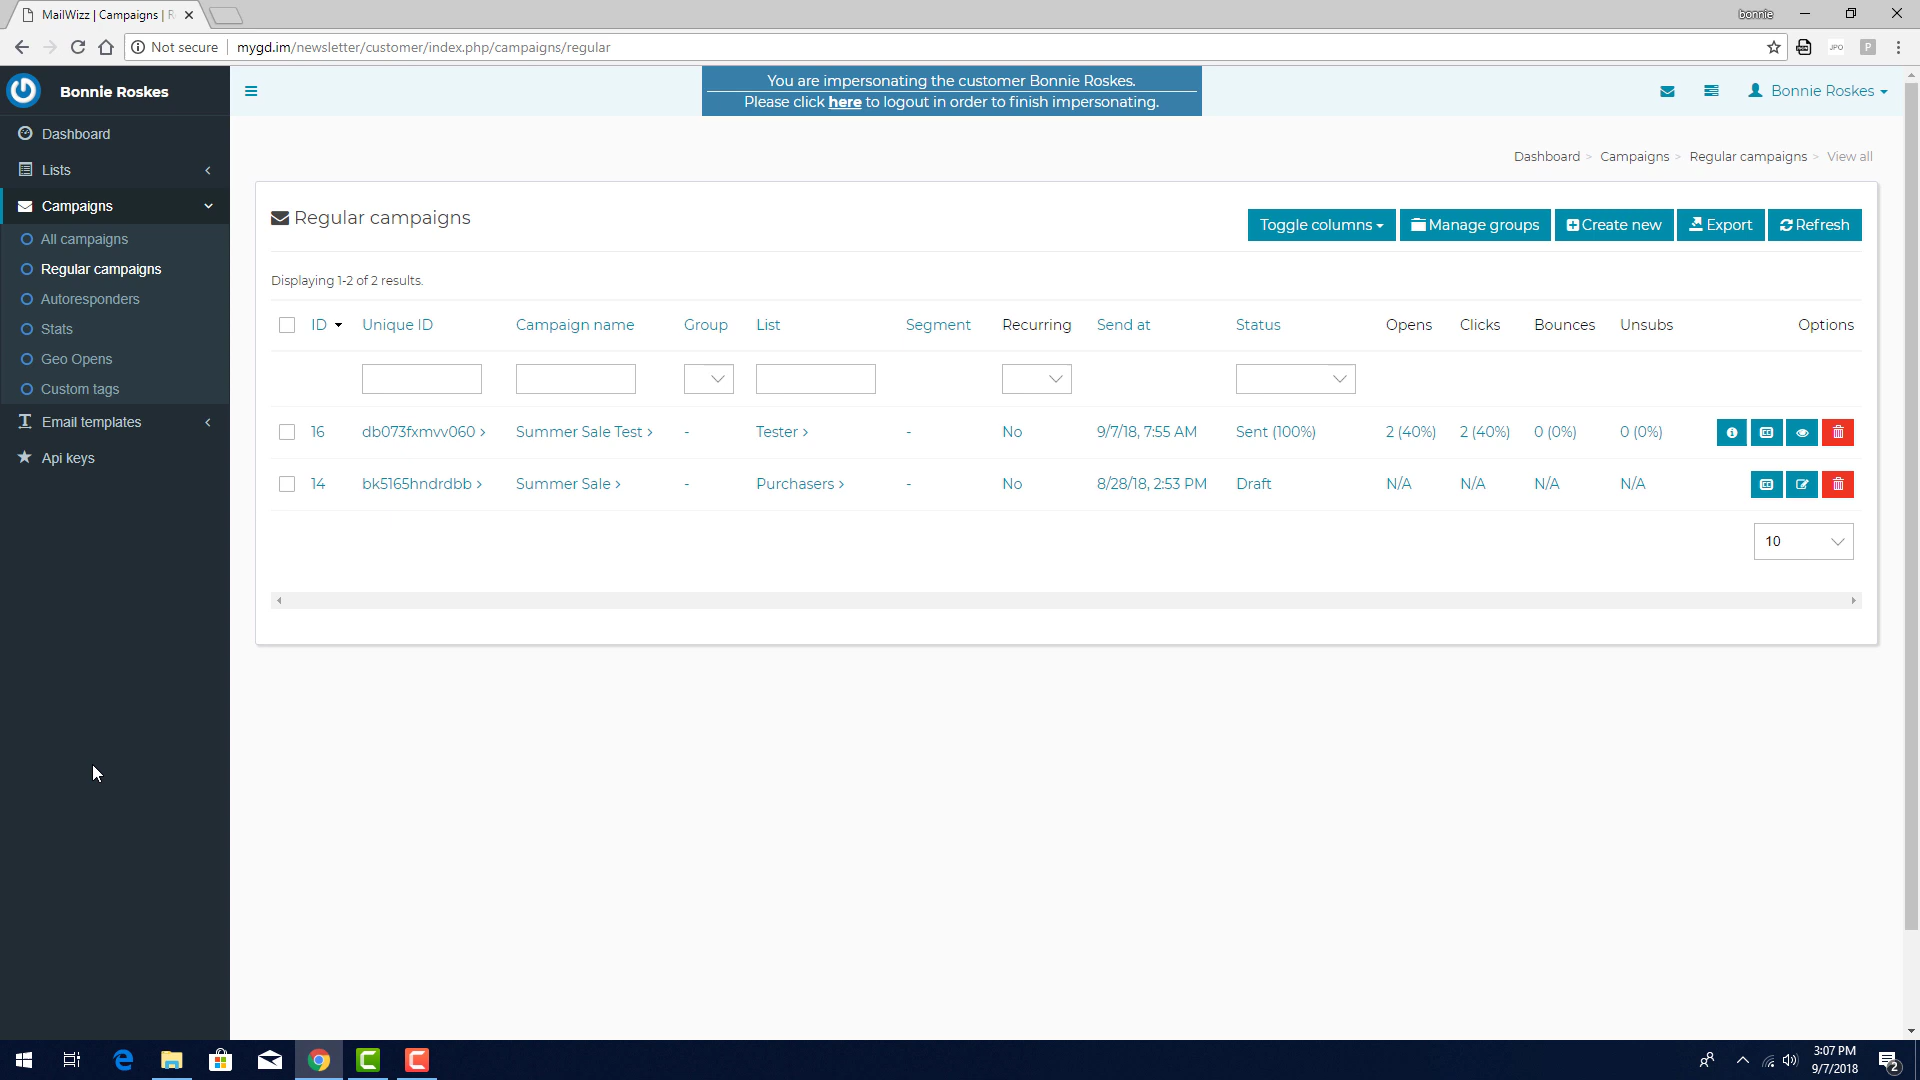 MailWizz | Campaigns | R
bonnie
Not secure
mygd.im/newsletter/customer/index.php/campaigns/regular
JPO
P
Bonnie Roskes
You are impersonating the customer Bonnie Roskes.
Please click here to logout in order to finish impersonating.
Bonnie Roskes
Dashboard
Lists
Campaigns
All campaigns
Regular campaigns
Autoresponders
Stats
Geo Opens
Custom tags
Email templates
Api keys
Dashboard > Campaigns > Regular campaigns > View all
Regular campaigns
Toggle columns Manage groups Create new Export Refresh
Displaying 1-2 of 2 results.
ID Unique ID Campaign name Group List Segment Recurring Send at Status Opens Clicks Bounces Unsubs Options
16 db073fxmvv060 > Summer Sale Test > - Tester > - No 9/7/18, 7:55 AM Sent (100%) 2 (40%) 2 (40%) 0 (0%) 0 (0%)
14 bk5165hndrdbb > Summer Sale > - Purchasers > - No 8/28/18, 2:53 PM Draft N/A N/A N/A N/A
10
3:07 PM
9/7/2018
2